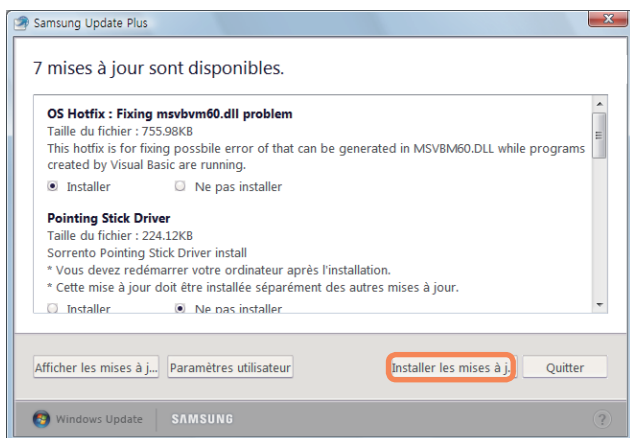 Samsung Update Plus
7 mises à jour sont disponibles.
OS Hotfix : Fixing msvbvm60.dll problem
Taille du fichier : 755.98KB
This hotfix is for fixing possbile error of that can be generated in MSVBM60.DLL while programs
created by Visual Basic are running.
Installer Ne pas installer
Pointing Stick Driver
Taille du fichier : 224.12KB
Sorrento Pointing Stick Driver install
* Vous devez redémarrer votre ordinateur après l'installation.
* Cette mise à jour doit être installée séparément des autres mises à jour.
Installer Ne pas installer
Afficher les mises à j... Paramètres utilisateur Installer les mises à j... Quitter
Windows Update SAMSUNG ?